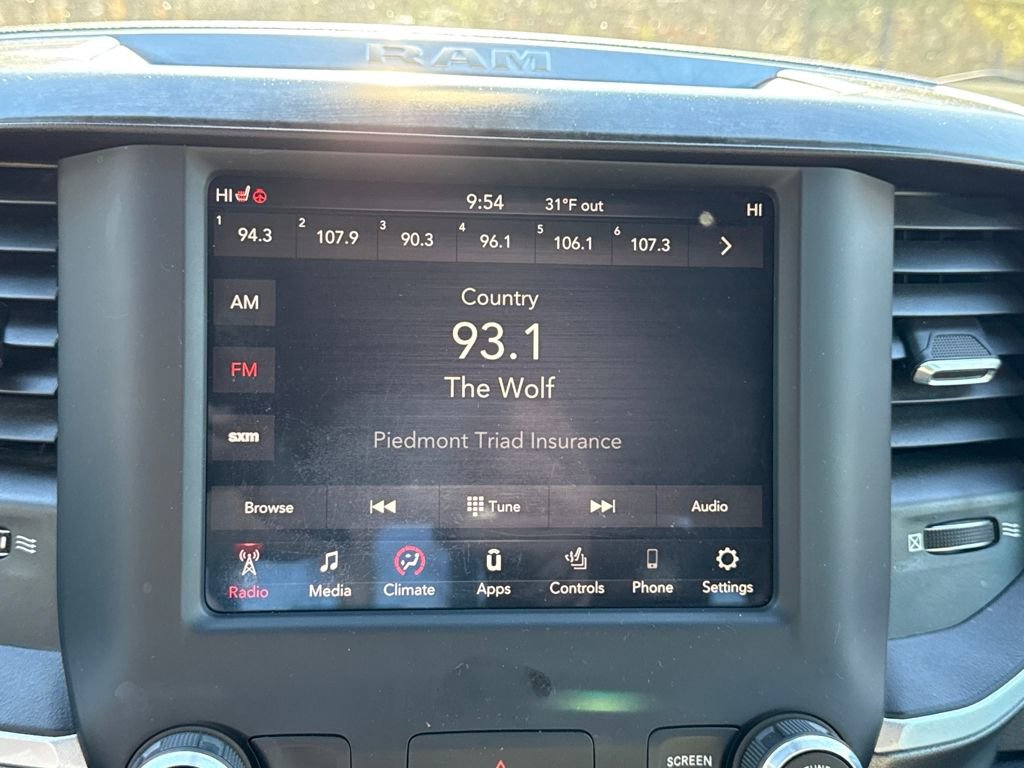 RAM
HI 9:54 31°F out HI
1 94.3 2 107.9 3 90.3 4 96.1 5 106.1 6 107.3
AM
Country
93.1
FM
The Wolf
sxm
Piedmont Triad Insurance
Browse Tune Audio
Radio Media Climate Apps Controls Phone Settings
SCREEN